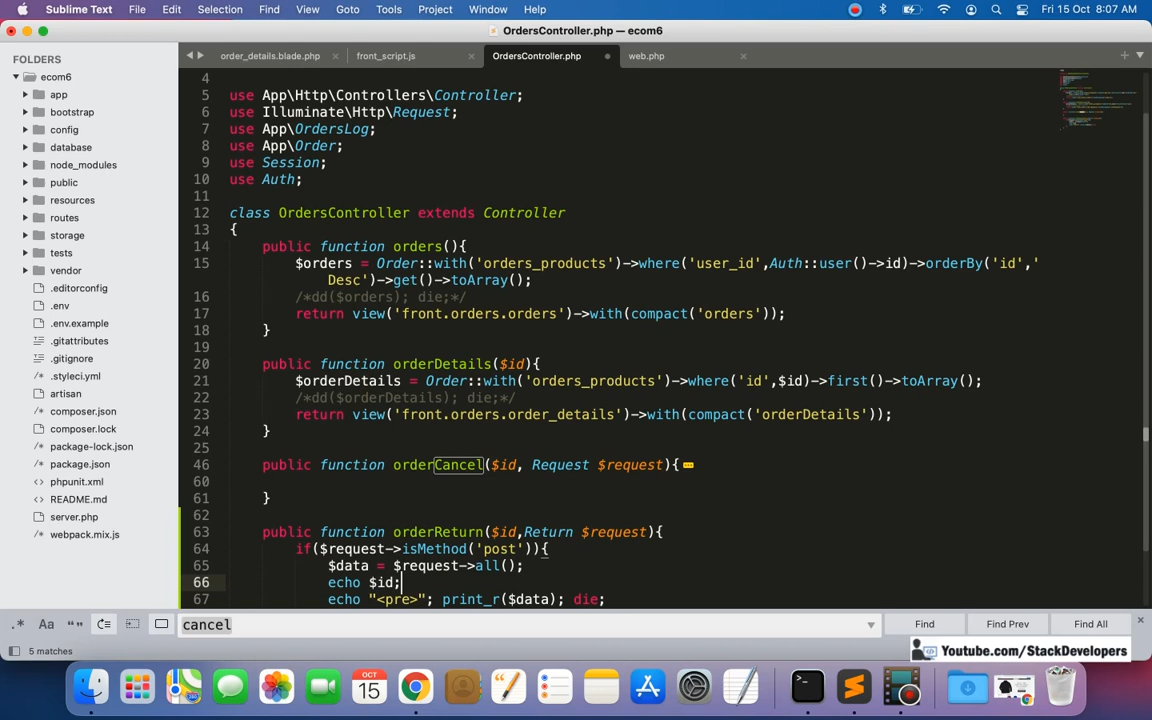 Sublime Text File Edit Selection Find View Goto Tools Project Window Help Fri 15 Oct 8:07 AM
OrdersController.php — ecom6
FOLDERS
ecom6
app
bootstrap
config
database
node_modules
public
resources
routes
storage
tests
vendor
.editorconfig
.env
.env.example
.gitattributes
.gitignore
.styleci.yml
artisan
composer.json
composer.lock
package-lock.json
package.json
phpunit.xml
README.md
server.php
webpack.mix.js
order_details.blade.php × front_script.js × OrdersController.php web.php ×
4
5 use App\Http\Controllers\Controller;
6 use Illuminate\Http\Request;
7 use App\OrdersLog;
8 use App\Order;
9 use Session;
10 use Auth;
11
12 class OrdersController extends Controller
13 {
14 public function orders(){
15 $orders = Order::with('orders_products')->where('user_id',Auth::user()->id)->orderBy('id','
Desc')->get()->toArray();
16 /*dd($orders); die;*/
17 return view('front.orders.orders')->with(compact('orders'));
18 }
19
20 public function orderDetails($id){
21 $orderDetails = Order::with('orders_products')->where('id',$id)->first()->toArray();
22 /*dd($orderDetails); die;*/
23 return view('front.orders.order_details')->with(compact('orderDetails'));
24 }
25
46 public function orderCancel($id, Request $request){
60
61 }
62
63 public function orderReturn($id,Return $request){
64 if($request->isMethod('post')){
65 $data = $request->all();
66 echo $id;
67 echo "<pre>"; print_r($data); die;
.* Aa “” cancel Find Find Prev Find All ×
5 matches
Youtube.com/StackDevelopers
OCT
15